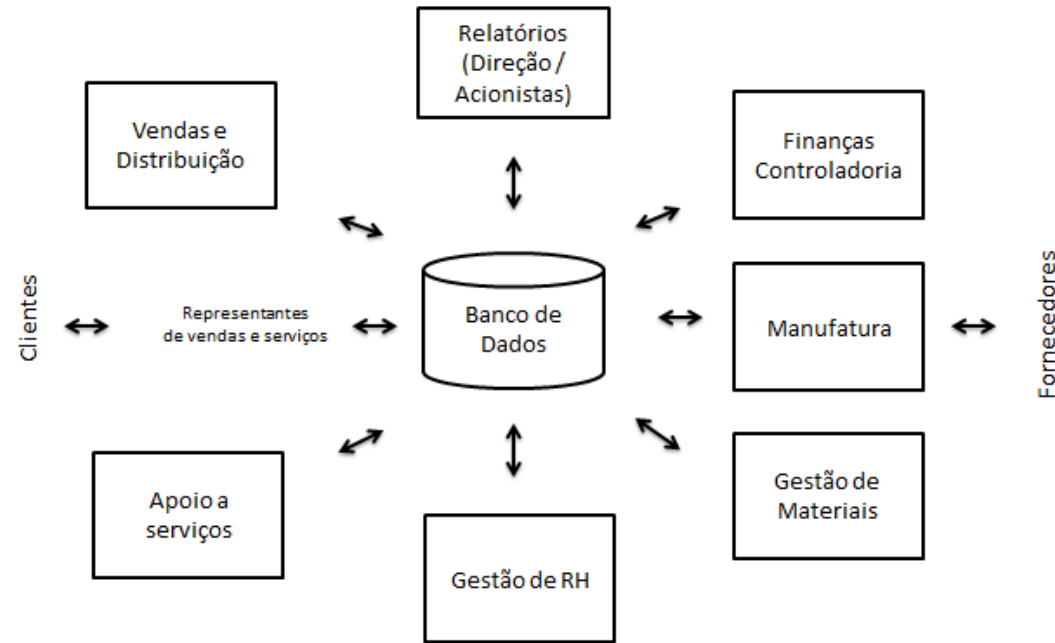 Relatórios
(Direção /
Acionistas)
Vendas e
Distribuição
Finanças
Controladoria
Clientes
Representantes
de vendas e serviços
Banco de
Dados
Manufatura
Fornecedores
Apoio a
serviços
Gestão de RH
Gestão de
Materiais